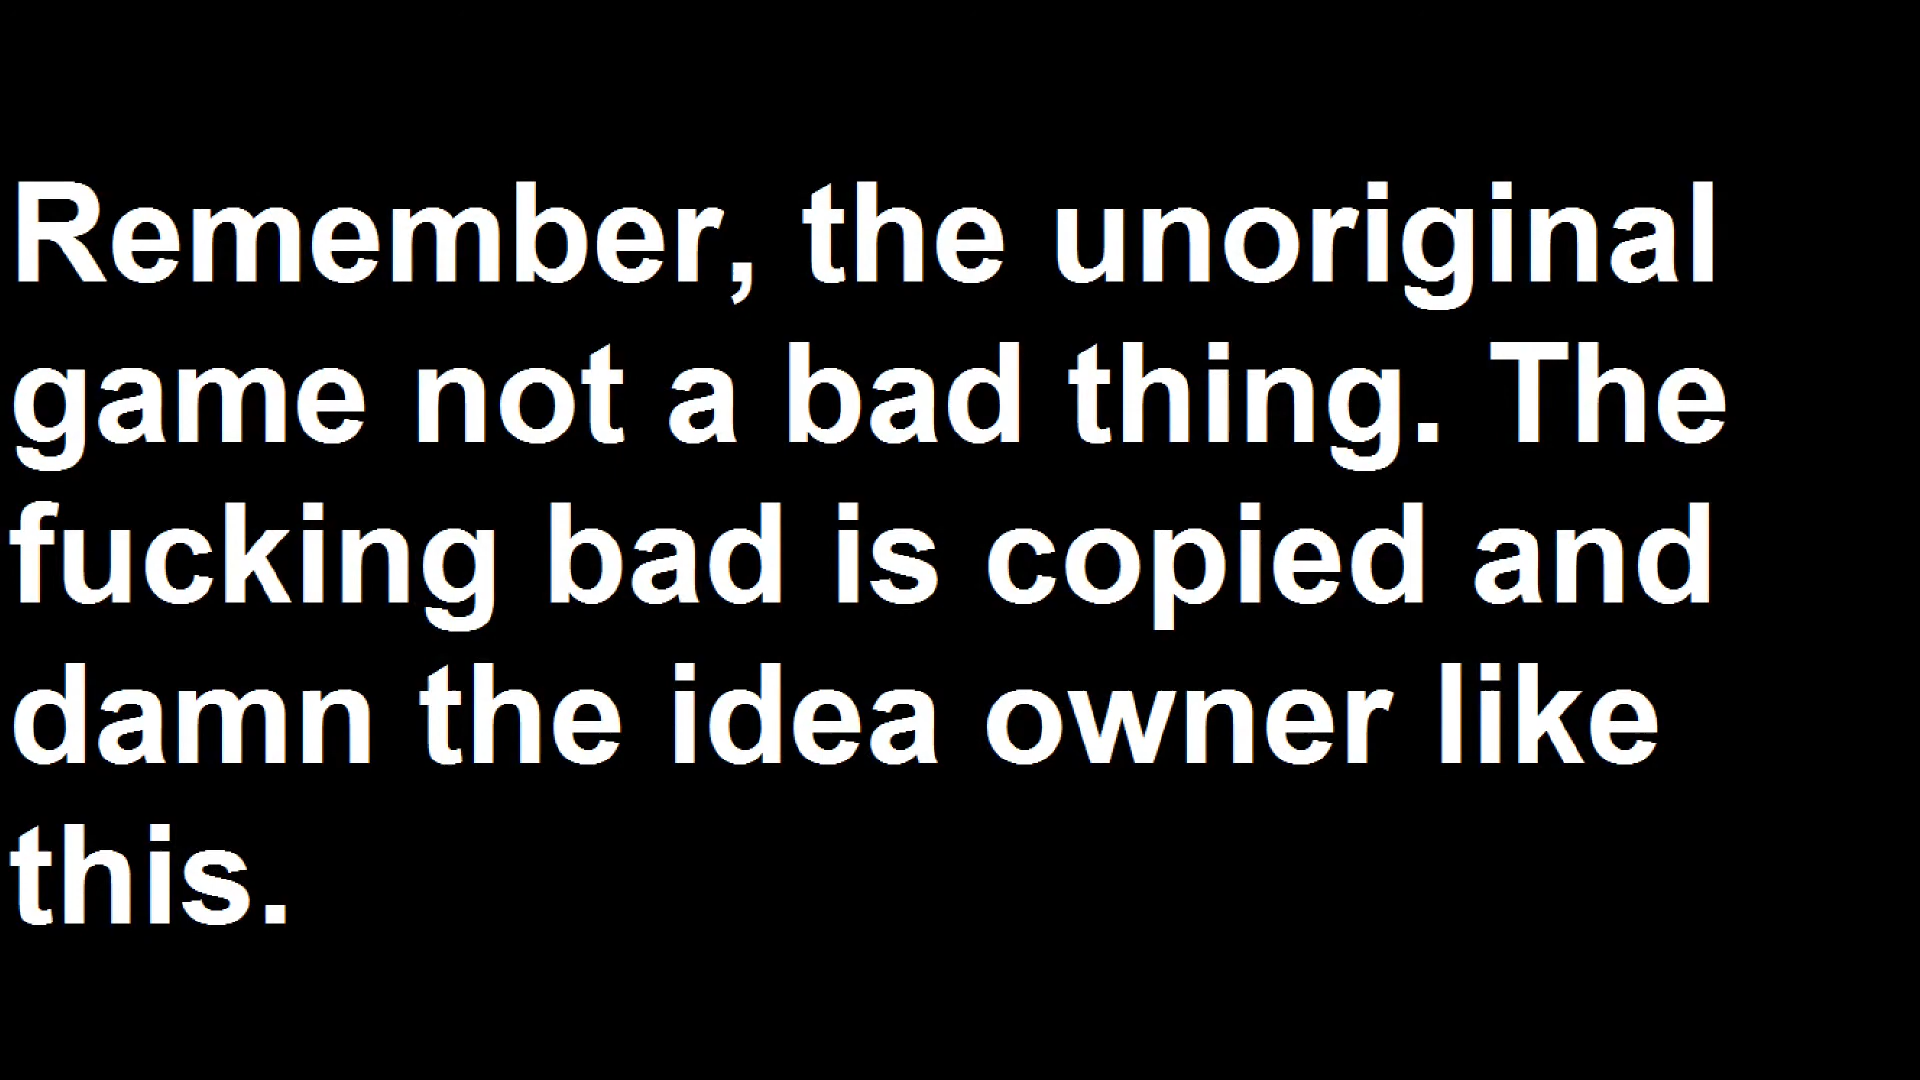 Remember, the unoriginal
game not a bad thing. The
fucking bad is copied and
damn the idea owner like
this.